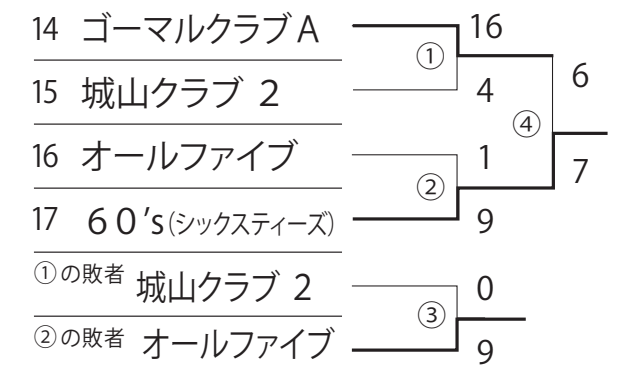 14 ゴーマルクラブA 16
① 6
15 城山クラブ 2 4
④
16 オールファイブ 1 7
②
17 60's(シックスティーズ) 9
①の敗者 城山クラブ 2 0
③
②の敗者 オールファイブ 9